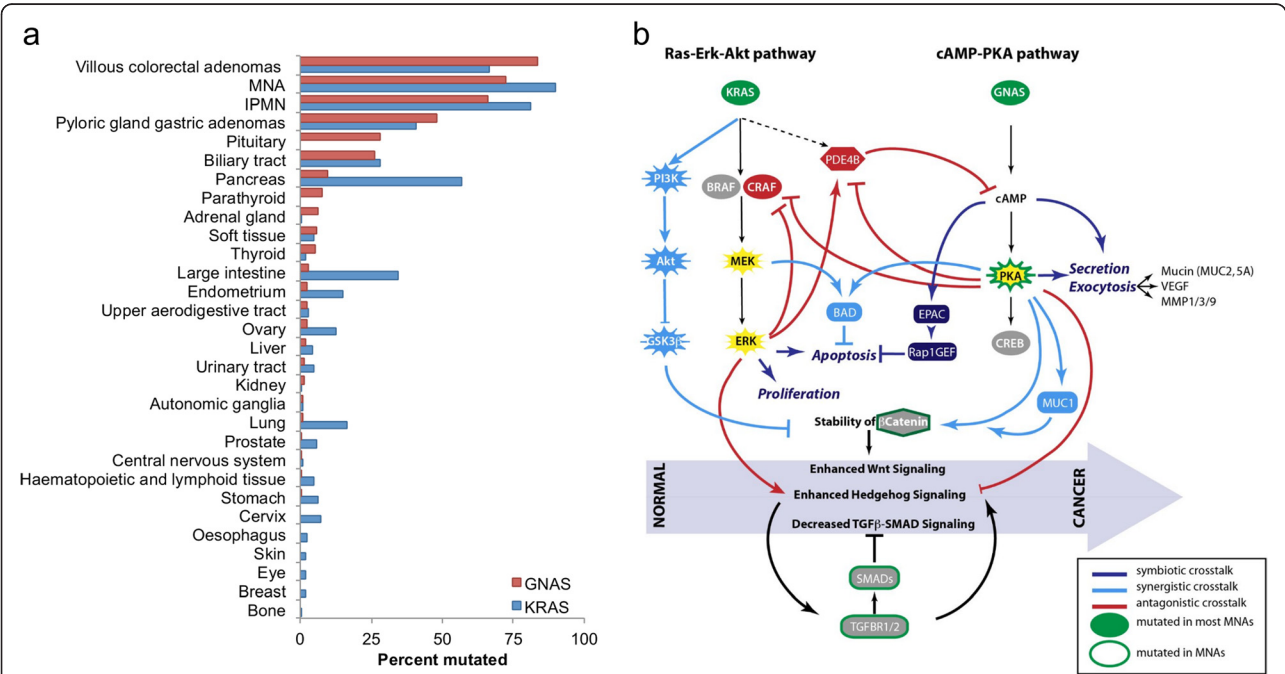 a
Villous colorectal adenomas
MNA
IPMN
Pyloric gland gastric adenomas
Pituitary
Biliary tract
Pancreas
Parathyroid
Adrenal gland
Soft tissue
Thyroid
Large intestine
Endometrium
Upper aerodigestive tract
Ovary
Liver
Urinary tract
Kidney
Autonomic ganglia
Lung
Prostate
Central nervous system
Haematopoietic and lymphoid tissue
Stomach
Cervix
Oesophagus
Skin
Eye
Breast
Bone
GNAS
KRAS
0 25 50 75 100
Percent mutated
b
Ras-Erk-Akt pathway
cAMP-PKA pathway
KRAS
GNAS
PDE4B
PI3K
BRAF
CRAF
cAMP
Akt
MEK
PKA
Secretion
Exocytosis
Mucin (MUC2,5A)
VEGF
MMP1/3/9
BAD
EPAC
GSK3β
ERK
Apoptosis
Rap1GEF
CREB
Proliferation
MUC1
Stability of βCatenin
NORMAL
Enhanced Wnt Signaling
Enhanced Hedgehog Signaling
Decreased TGFβ-SMAD Signaling
CANCER
SMADs
TGFBR1/2
symbiotic crosstalk
synergistic crosstalk
antagonistic crosstalk
mutated in most MNAs
mutated in MNAs